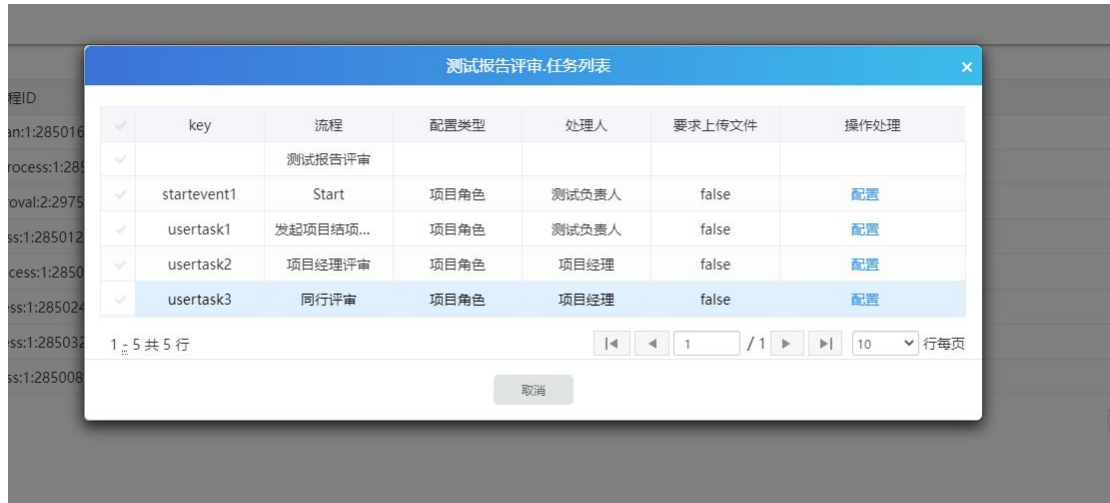 测试报告评审.任务列表 ×
程ID
an:1:285016
rocess:1:285
oval:2:2975
ss:1:285012
cess:1:2850
ess:1:285024
ess:1:285032
ss:1:285008
key 流程 配置类型 处理人 要求上传文件 操作处理
测试报告评审
startevent1 Start 项目角色 测试负责人 false 配置
usertask1 发起项目结项... 项目角色 测试负责人 false 配置
usertask2 项目经理评审 项目角色 项目经理 false 配置
usertask3 同行评审 项目角色 项目经理 false 配置
1 - 5 共 5 行 1 / 1 10 行每页
取消